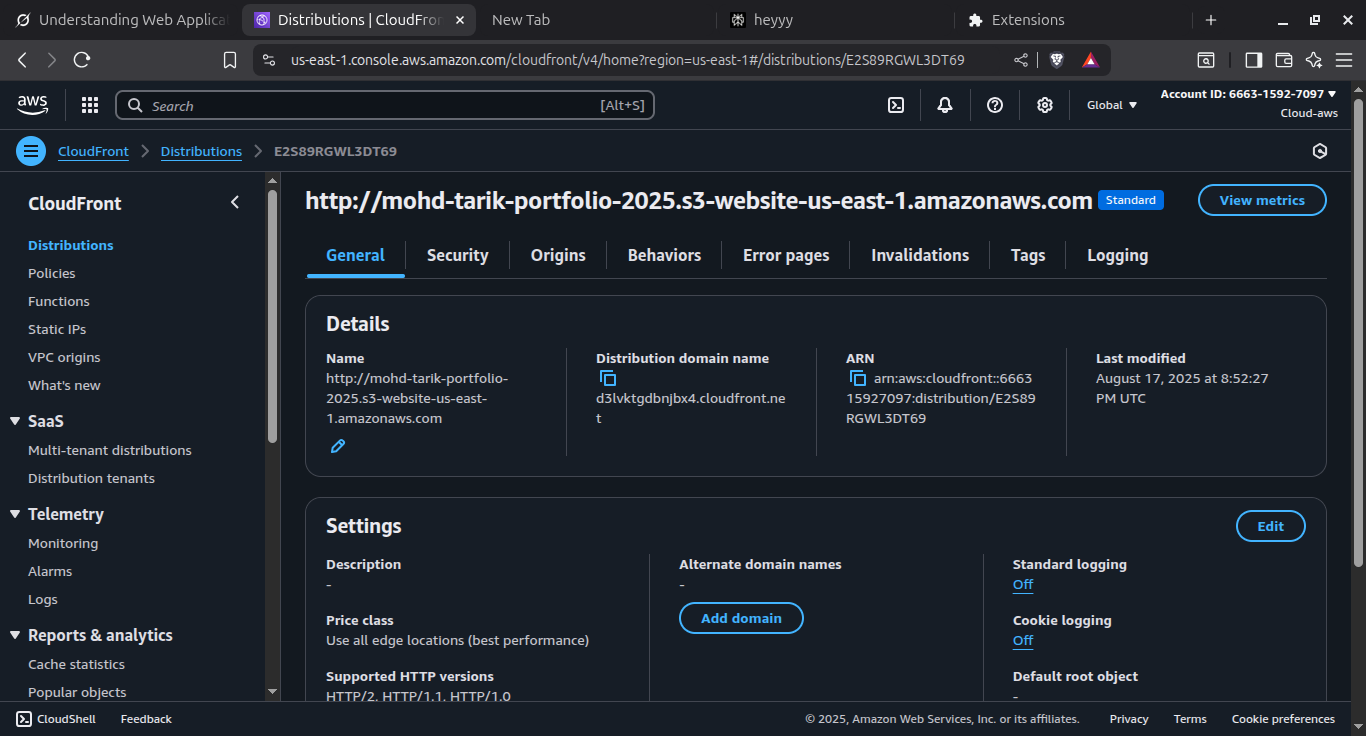 Understanding Web Applica
Distributions | CloudFron
New Tab
heyyy
Extensions
us-east-1.console.aws.amazon.com/cloudfront/v4/home?region=us-east-1#/distributions/E2S89RGWL3DT69
aws
Search
[Alt+S]
Global
Account ID: 6663-1592-7097
Cloud-aws
CloudFront
Distributions
E2S89RGWL3DT69
CloudFront
Distributions
Policies
Functions
Static IPs
VPC origins
What's new
SaaS
Multi-tenant distributions
Distribution tenants
Telemetry
Monitoring
Alarms
Logs
Reports & analytics
Cache statistics
Popular objects
http://mohd-tarik-portfolio-2025.s3-website-us-east-1.amazonaws.com
Standard
View metrics
General
Security
Origins
Behaviors
Error pages
Invalidations
Tags
Logging
Details
Name
http://mohd-tarik-portfolio-
2025.s3-website-us-east-
1.amazonaws.com
Distribution domain name
d3lvktgdbnjbx4.cloudfront.ne
t
ARN
arn:aws:cloudfront::6663
15927097:distribution/E2S89
RGWL3DT69
Last modified
August 17, 2025 at 8:52:27
PM UTC
Settings
Edit
Description
-
Price class
Use all edge locations (best performance)
Supported HTTP versions
HTTP/2, HTTP/1.1, HTTP/1.0
Alternate domain names
-
Add domain
Standard logging
Off
Cookie logging
Off
Default root object
-
CloudShell
Feedback
© 2025, Amazon Web Services, Inc. or its affiliates.
Privacy
Terms
Cookie preferences